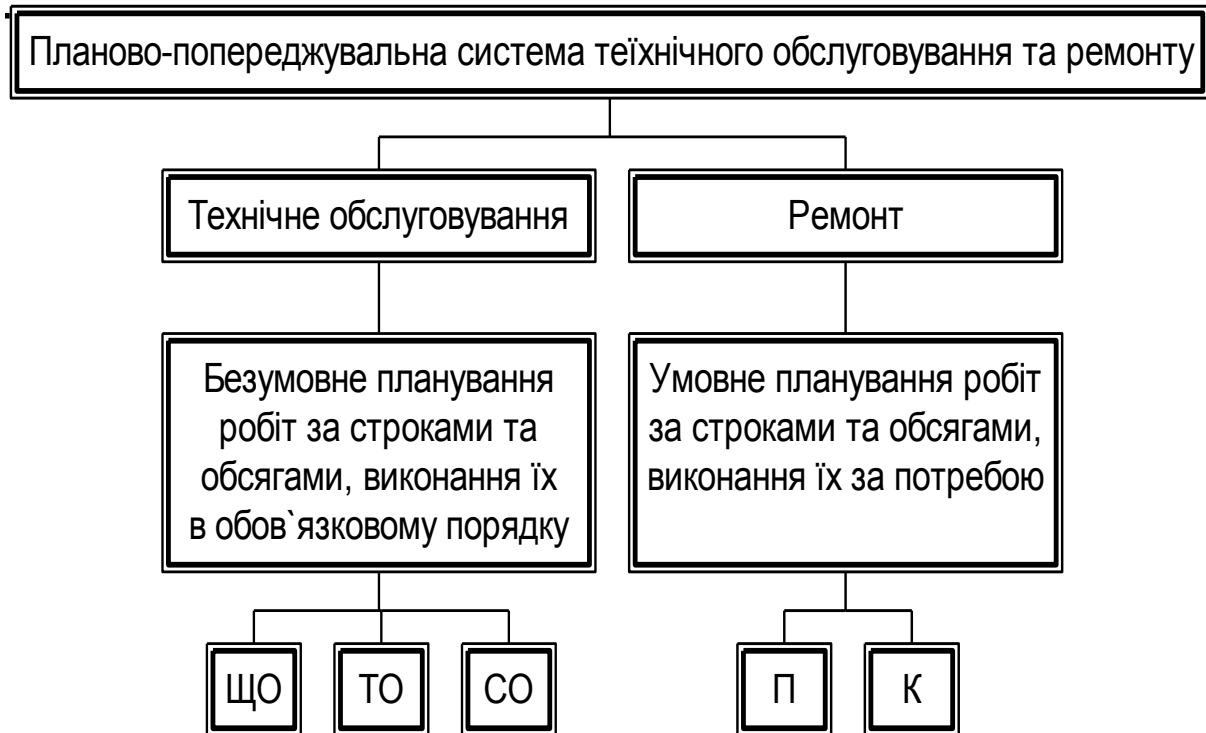 Планово-попереджувальна система теїхнічного обслуговування та ремонту
Технічне обслуговування
Ремонт
Безумовне планування
робіт за строками та
обсягами, виконання їх
в обов`язковому порядку
Умовне планування робіт
за строками та обсягами,
виконання їх за потребою
ЩО
ТО
СО
П
К